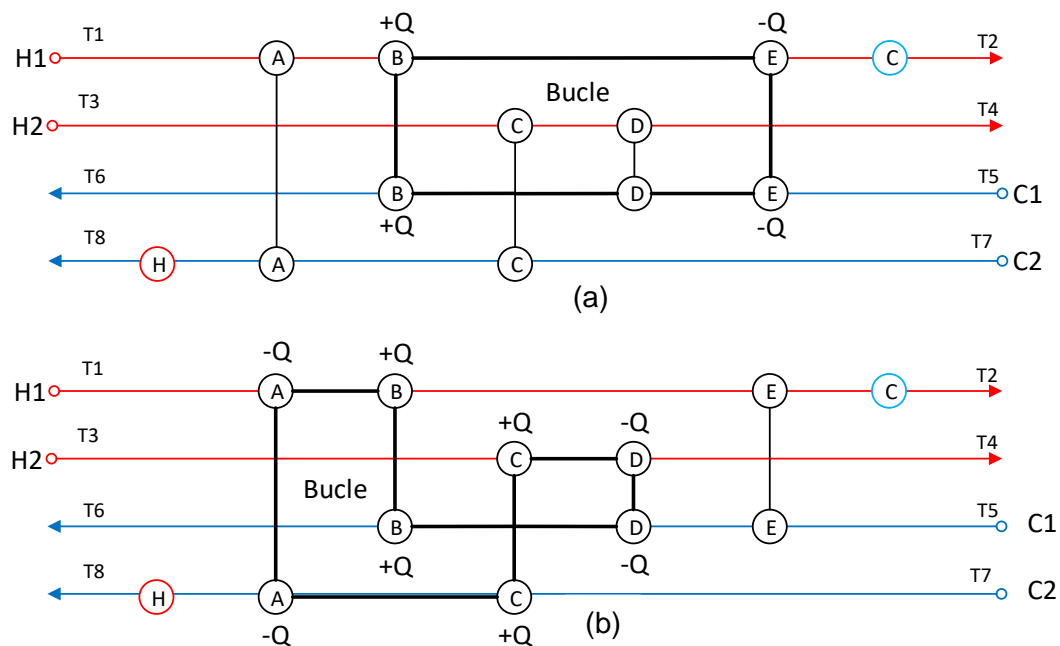 +Q -Q
T1 T2
H1 A B E C
T3 Bucle T4
H2 C D
T6 T5
B D E C1
+Q -Q
T8 T7
H A C C2
(a)
-Q +Q
T1 T2
H1 A B E C
+Q -Q
T3 T4
H2 C D
Bucle
T6 T5
B D E C1
+Q -Q
T8 T7
H A C C2
-Q +Q (b)